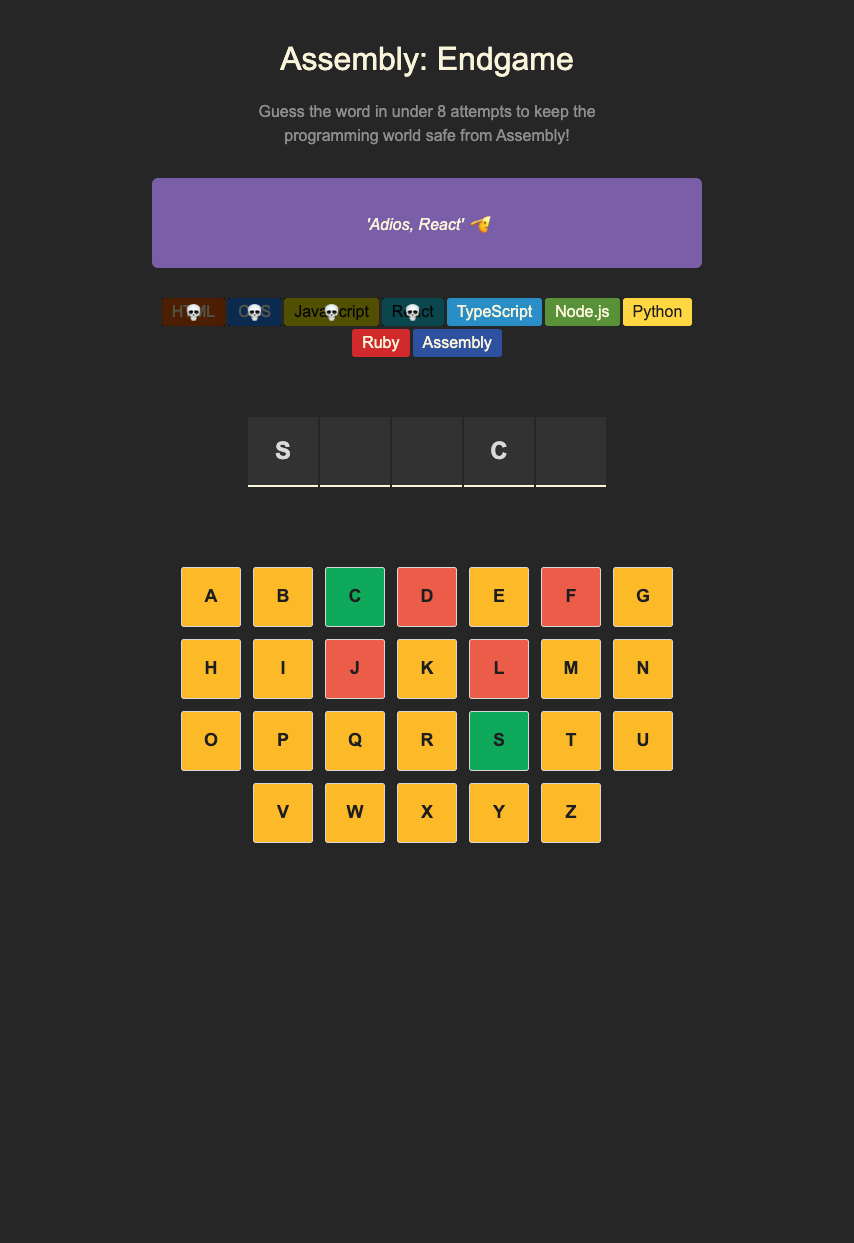 Assembly: Endgame
Guess the word in under 8 attempts to keep the
programming world safe from Assembly!
'Adios, React' 🫡
HTML CSS JavaScript React TypeScript Node.js Python
Ruby Assembly
S C
A B C D E F G
H I J K L M N
O P Q R S T U
V W X Y Z